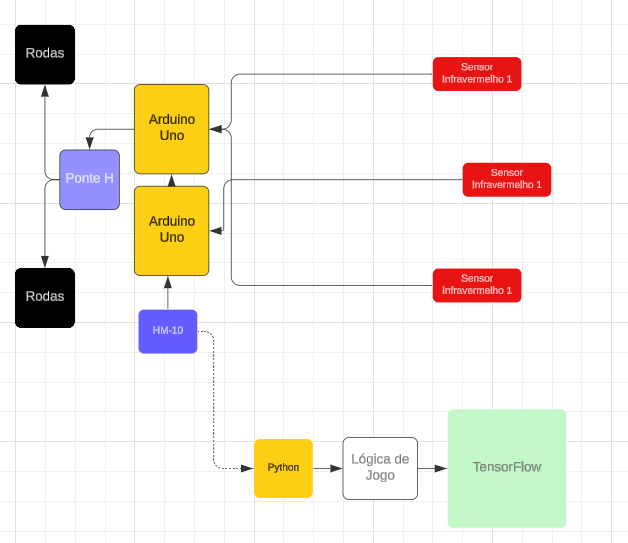 Rodas
Sensor
Infravermelho 1
Arduino
Uno
Ponte H
Sensor
Infravermelho 1
Arduino
Uno
Rodas
Sensor
Infravermelho 1
HM-10
Python
Lógica de
Jogo
TensorFlow